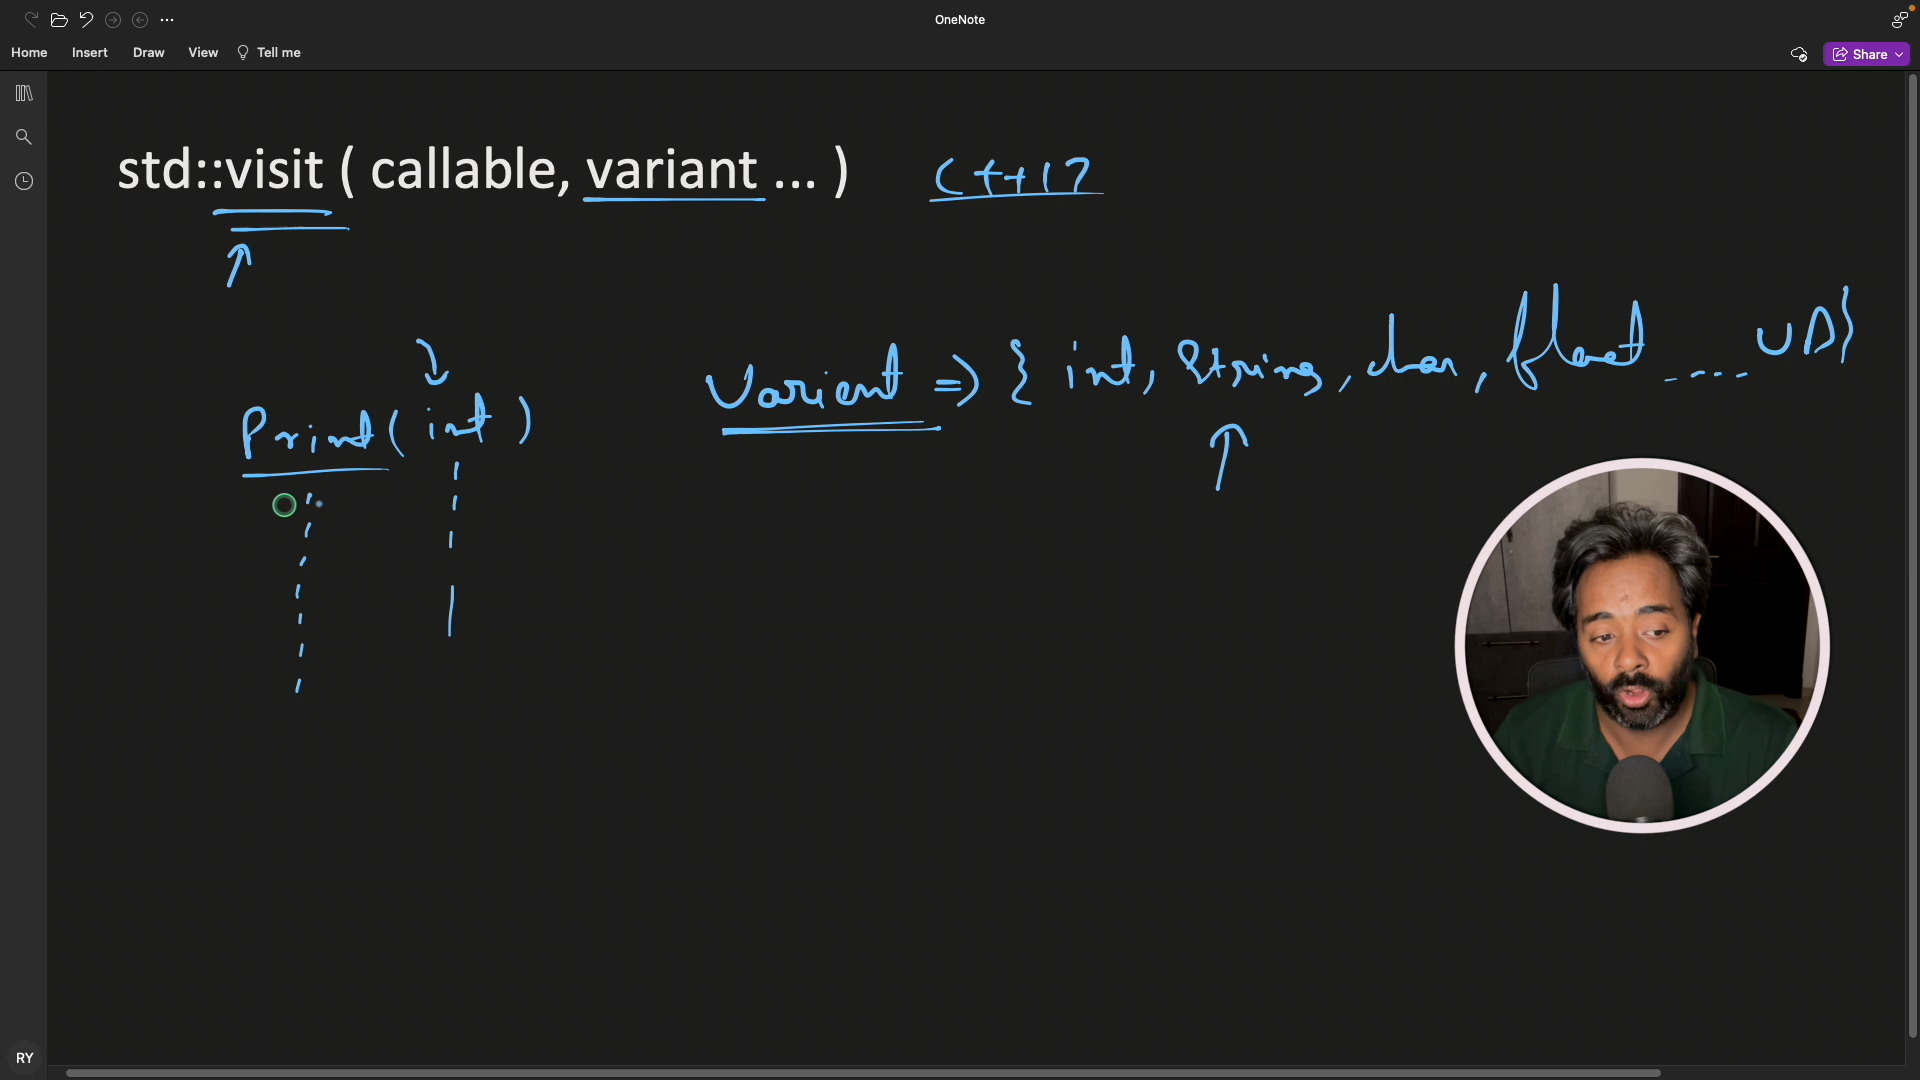 OneNote
Home Insert Draw View Tell me Share
std::visit ( callable, variant ... ) C++17
Varient => { int, String, char, float .... UD}
Print( int )
RY